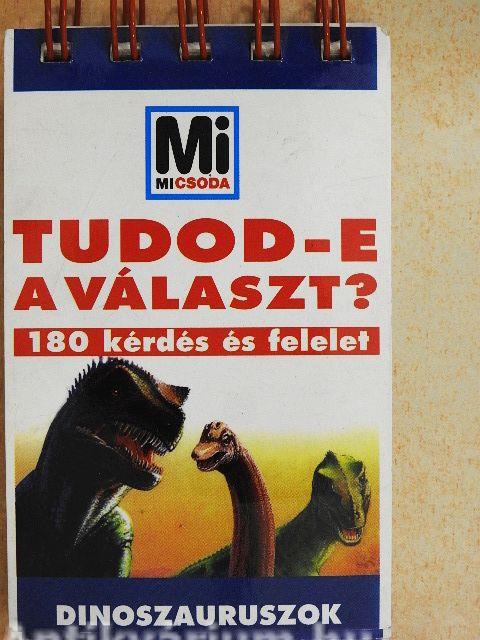 Mi
MICSODA
TUDOD-E
A VÁLASZT?
180 kérdés és felelet
DINOSZAURUSZOK